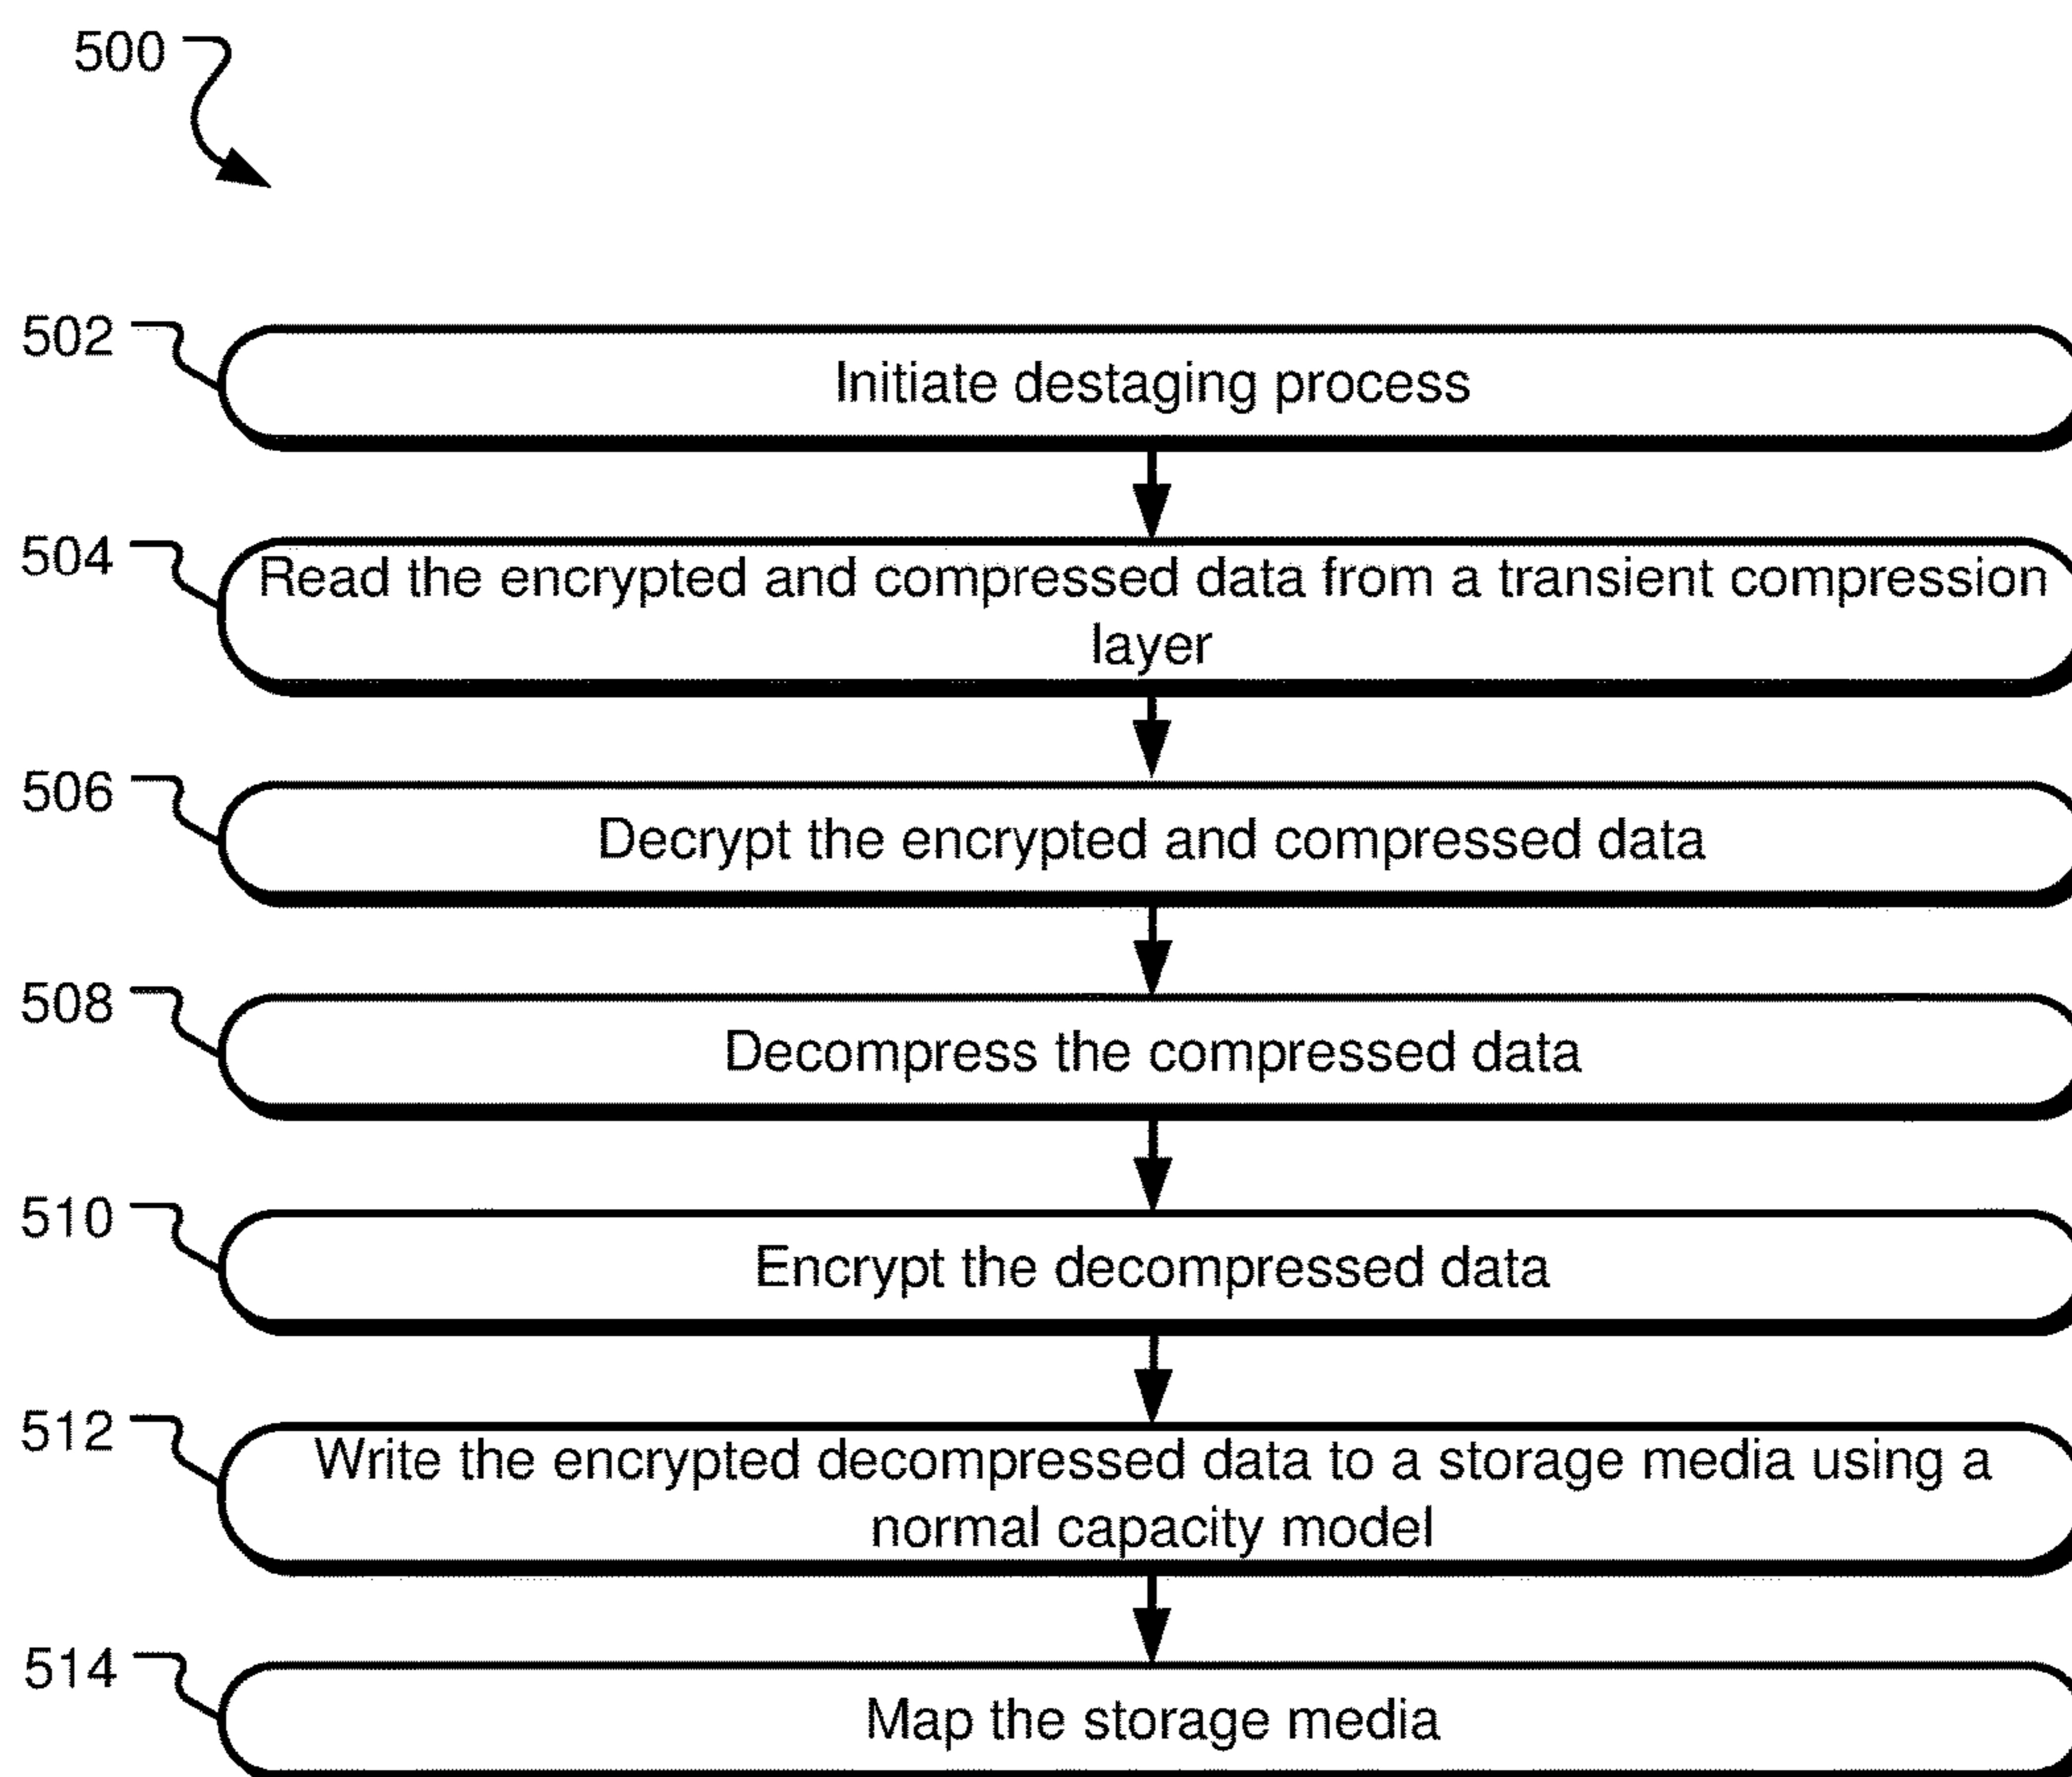 500
502
Initiate destaging process
504
Read the encrypted and compressed data from a transient compression
layer
506
Decrypt the encrypted and compressed data
508
Decompress the compressed data
510
Encrypt the decompressed data
512
Write the encrypted decompressed data to a storage media using a
normal capacity model
514
Map the storage media